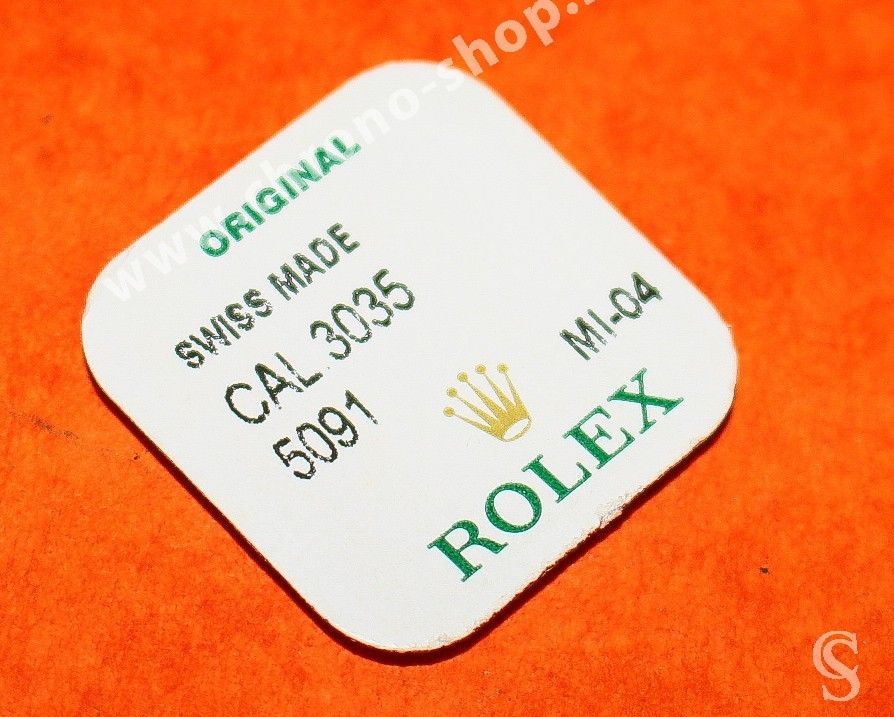 www.chrono-shop.
ORIGINAL
SWISS MADE
CAL.3035
5091
MI-04
ROLEX